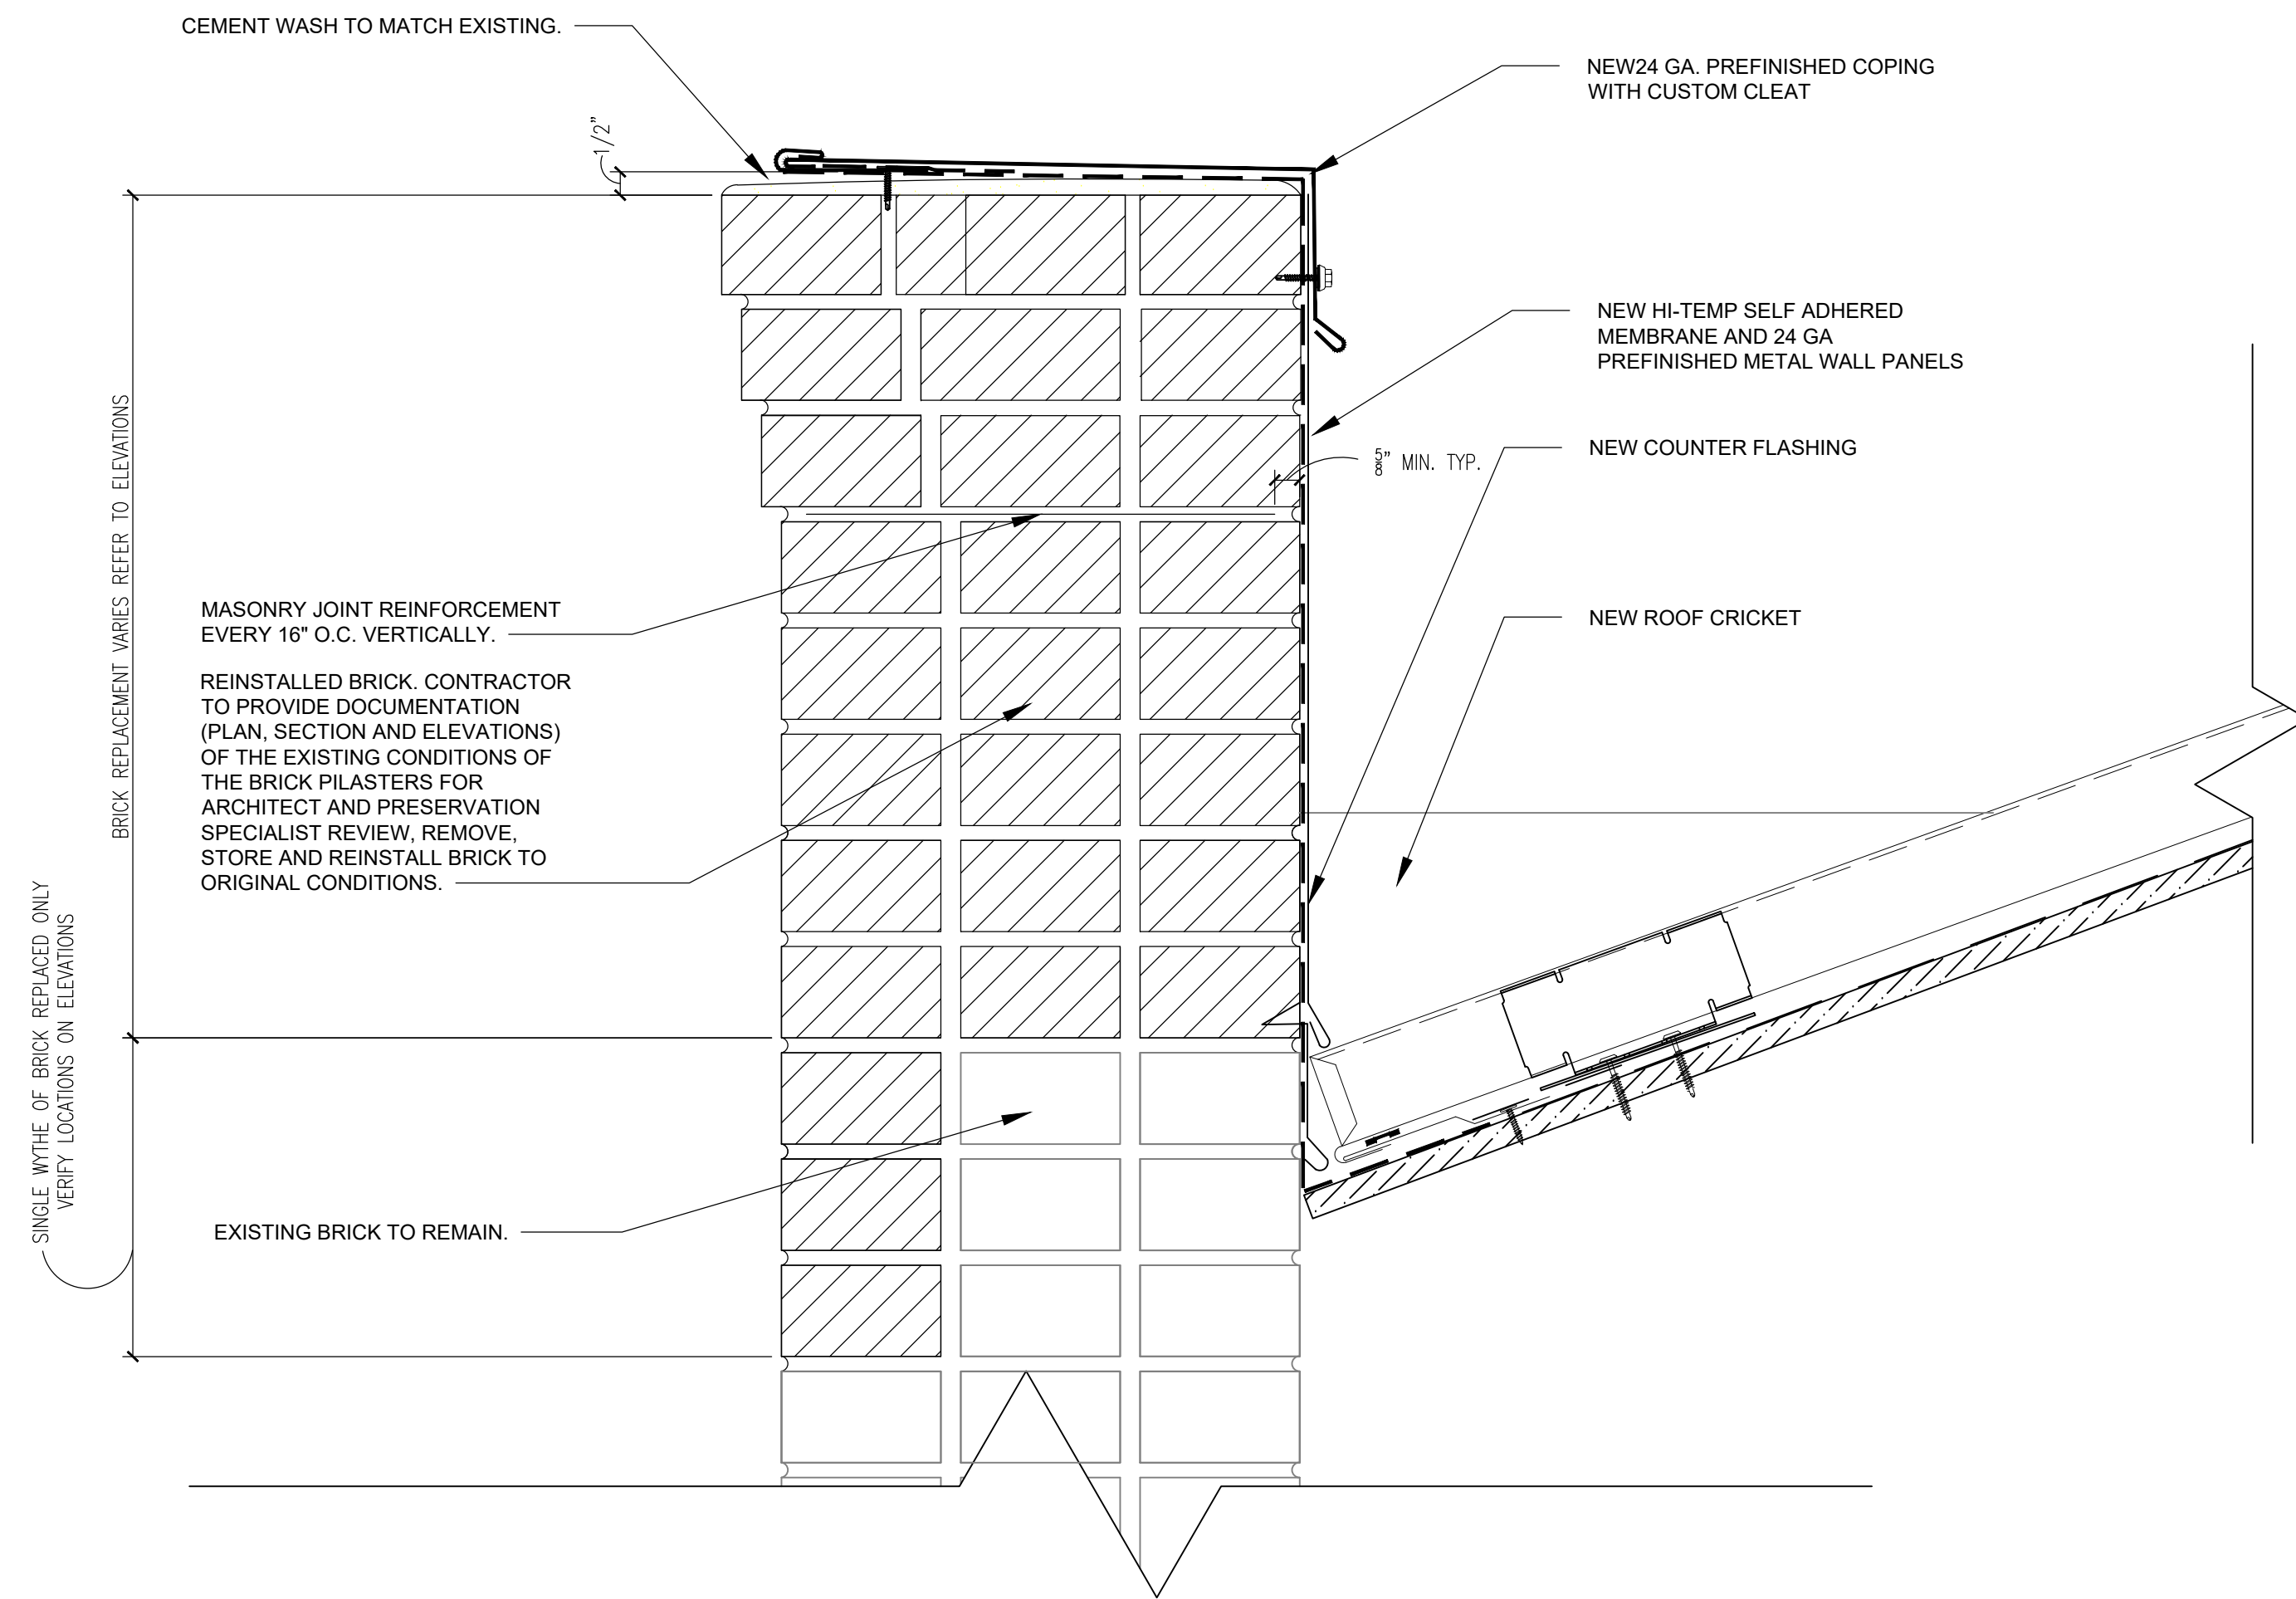 CEMENT WASH TO MATCH EXISTING.
NEW24 GA. PREFINISHED COPING
WITH CUSTOM CLEAT
1/2"
NEW HI-TEMP SELF ADHERED
MEMBRANE AND 24 GA
PREFINISHED METAL WALL PANELS
5/8" MIN. TYP.
NEW COUNTER FLASHING
NEW ROOF CRICKET
BRICK REPLACEMENT VARIES REFER TO ELEVATIONS
MASONRY JOINT REINFORCEMENT
EVERY 16" O.C. VERTICALLY.
REINSTALLED BRICK. CONTRACTOR
TO PROVIDE DOCUMENTATION
(PLAN, SECTION AND ELEVATIONS)
OF THE EXISTING CONDITIONS OF
THE BRICK PILASTERS FOR
ARCHITECT AND PRESERVATION
SPECIALIST REVIEW, REMOVE,
STORE AND REINSTALL BRICK TO
ORIGINAL CONDITIONS.
SINGLE WYTHE OF BRICK REPLACED ONLY
VERIFY LOCATIONS ON ELEVATIONS
EXISTING BRICK TO REMAIN.